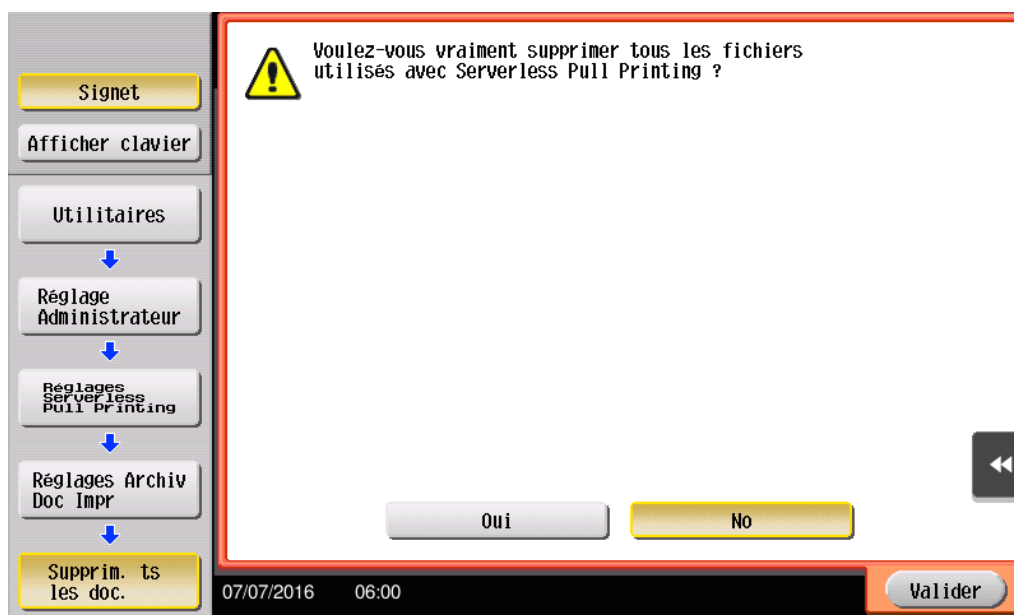 Signet
Afficher clavier
Utilitaires
Réglage
Administrateur
Réglages
Serverless
Pull Printing
Réglages Archiv
Doc Impr
Supprim. ts
les doc.
Voulez-vous vraiment supprimer tous les fichiers
utilisés avec Serverless Pull Printing ?
Oui
No
07/07/2016 06:00
Valider